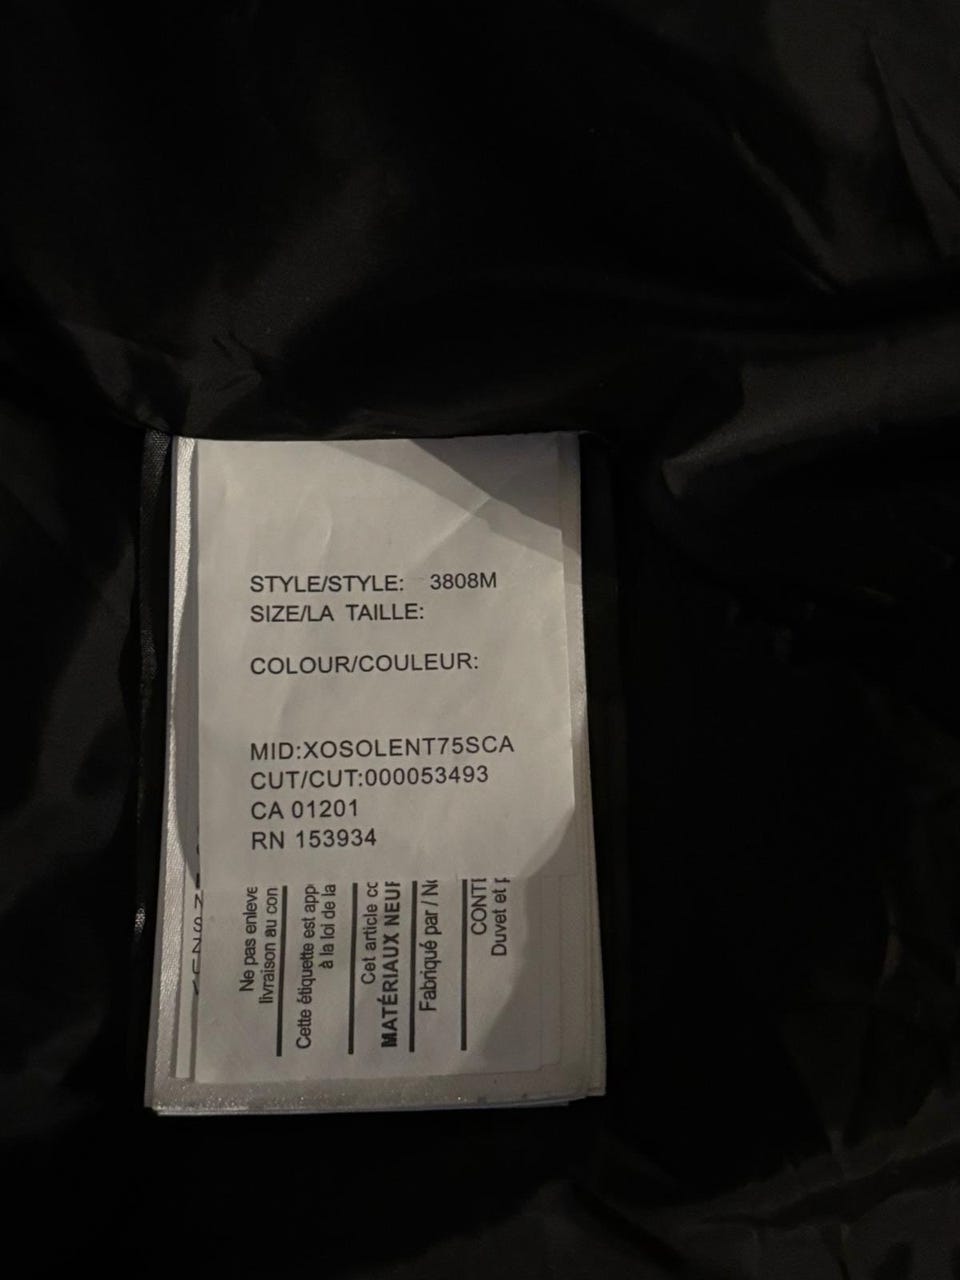 STYLE/STYLE: 3808M
SIZE/LA TAILLE:
COLOUR/COULEUR:
MID:XOSOLENT75SCA
CUT/CUT:000053493
CA 01201
RN 153934
Ne pas enleve
livraison au con
Cette étiquette est app
à la loi de la
Cet article
MATÉRIAUX NEUF
Fabriqué par /
CONTE
Duvet et